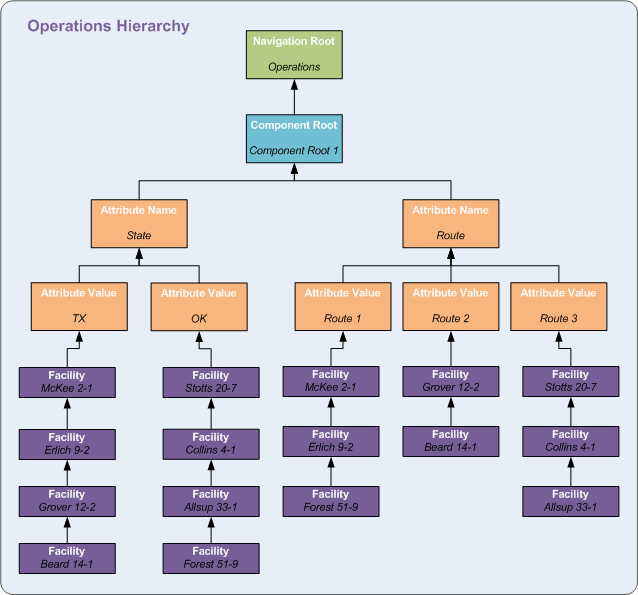 Operations Hierarchy
Navigation Root
Operations
Component Root
Component Root 1
Attribute Name
State
Attribute Name
Route
Attribute Value
TX
Attribute Value
OK
Attribute Value
Route 1
Attribute Value
Route 2
Attribute Value
Route 3
Facility
McKee 2-1
Facility
Stotts 20-7
Facility
McKee 2-1
Facility
Grover 12-2
Facility
Stotts 20-7
Facility
Erlich 9-2
Facility
Collins 4-1
Facility
Erlich 9-2
Facility
Beard 14-1
Facility
Collins 4-1
Facility
Grover 12-2
Facility
Allsup 33-1
Facility
Forest 51-9
Facility
Allsup 33-1
Facility
Beard 14-1
Facility
Forest 51-9